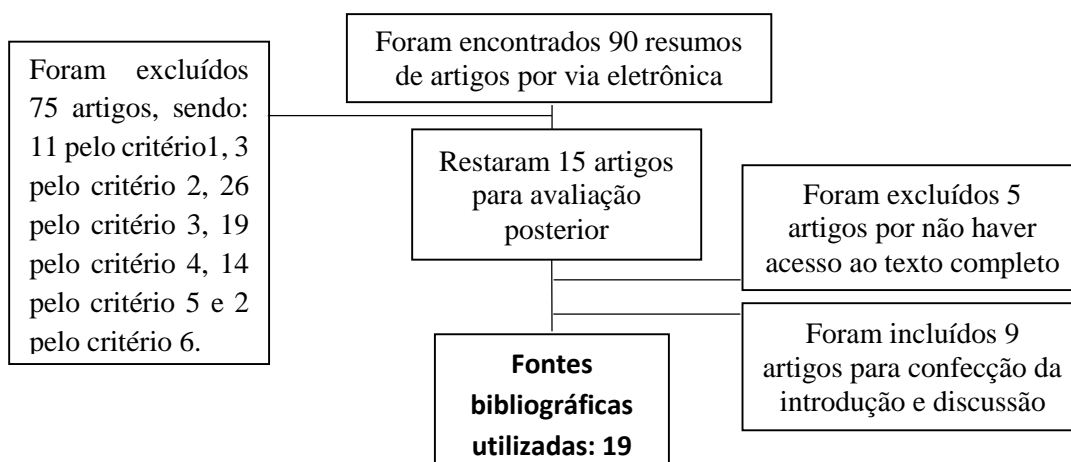 Foram encontrados 90 resumos
de artigos por via eletrônica
Foram excluídos
75 artigos, sendo:
11 pelo critério1, 3
pelo critério 2, 26
pelo critério 3, 19
pelo critério 4, 14
pelo critério 5 e 2
pelo critério 6.
Restaram 15 artigos
para avaliação
posterior
Foram excluídos 5
artigos por não haver
acesso ao texto completo
Foram incluídos 9
artigos para confecção da
introdução e discussão
Fontes
bibliográficas
utilizadas: 19